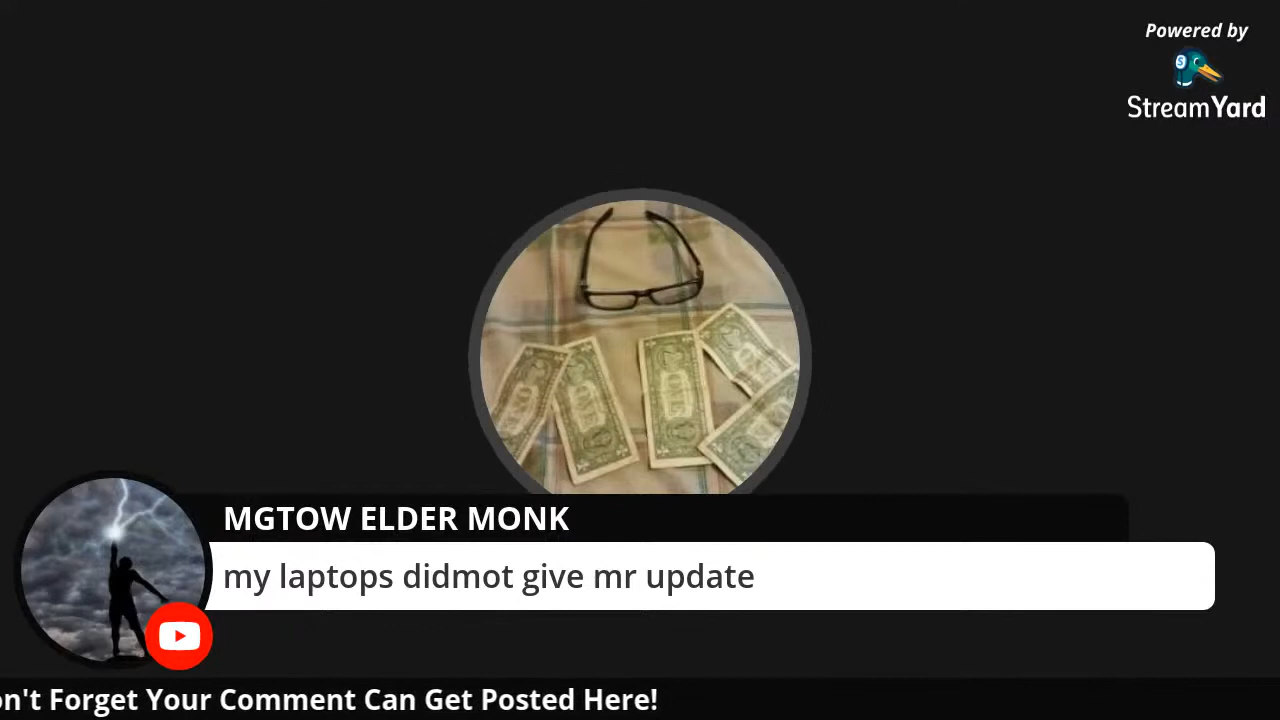 Powered by
StreamYard
MGTOW ELDER MONK
my laptops didmot give mr update
on't Forget Your Comment Can Get Posted Here!